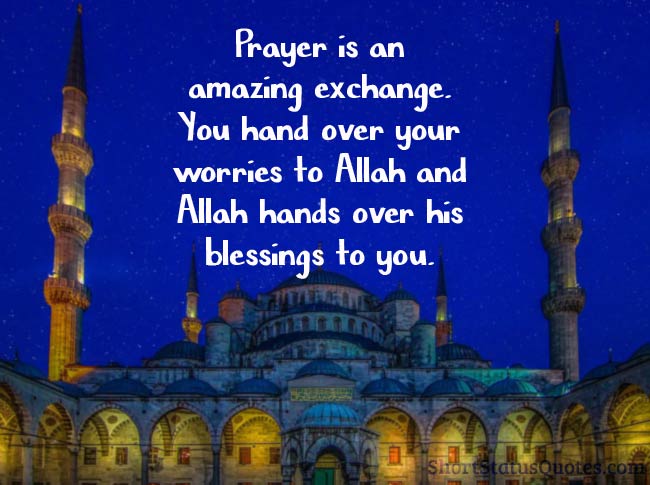 Prayer is an
amazing exchange.
You hand over your
worries to Allah and
Allah hands over his
blessings to you.
ShortStatusQuotes.com